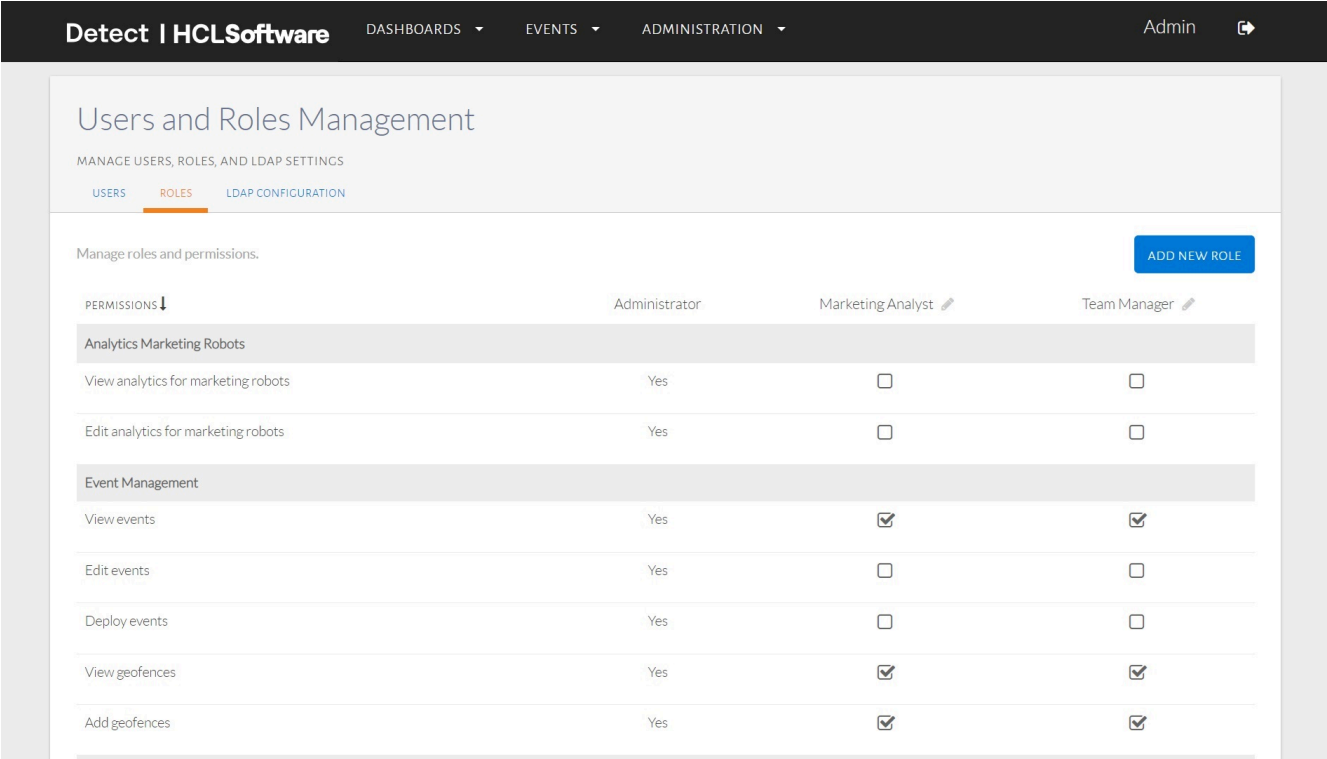 Detect | HCLSoftware DASHBOARDS EVENTS ADMINISTRATION Admin
Users and Roles Management
MANAGE USERS, ROLES, AND LDAP SETTINGS
USERS ROLES LDAP CONFIGURATION
Manage roles and permissions. ADD NEW ROLE
PERMISSIONS Administrator Marketing Analyst Team Manager
Analytics Marketing Robots
View analytics for marketing robots Yes
Edit analytics for marketing robots Yes
Event Management
View events Yes
Edit events Yes
Deploy events Yes
View geofences Yes
Add geofences Yes